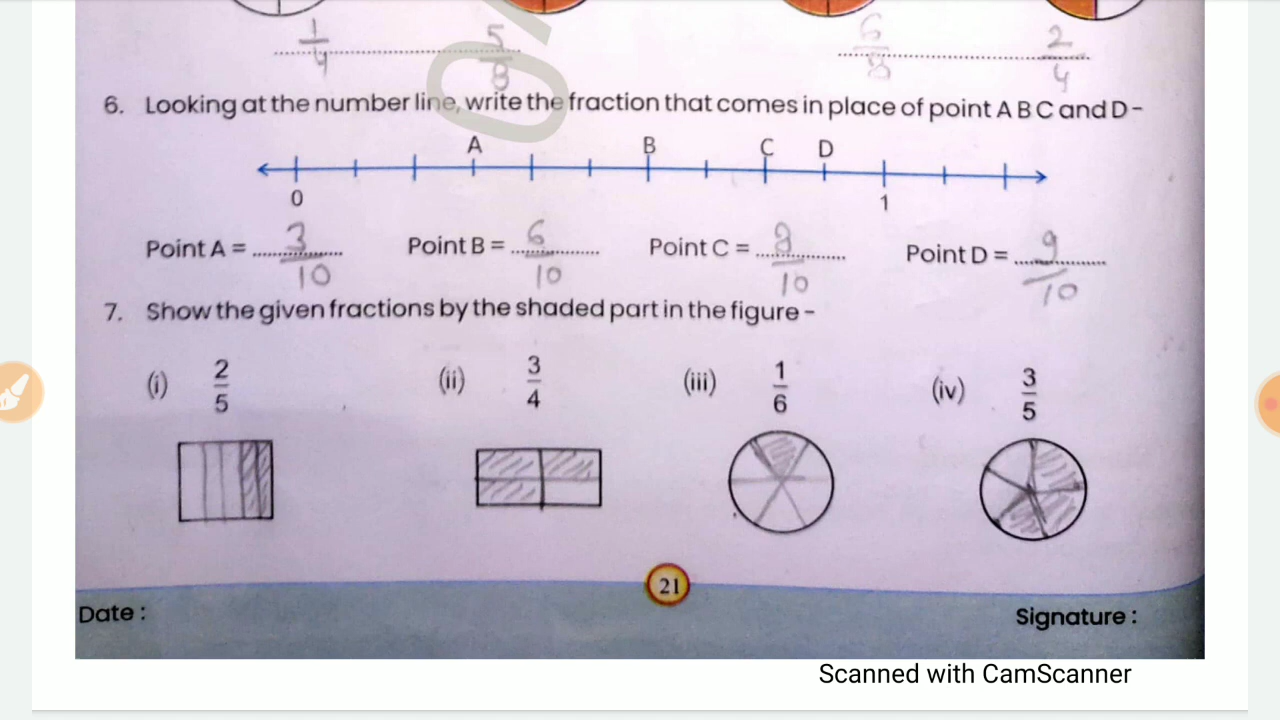 1/4 5/8 6/8 2/4
6. Looking at the number line, write the fraction that comes in place of point A B C and D -
A B C D
0 1
Point A = 3/10 Point B = 6/10 Point C = 8/10 Point D = 9/10
7. Show the given fractions by the shaded part in the figure -
(i) 2/5 (ii) 3/4 (iii) 1/6 (iv) 3/5
21
Date : Signature :
Scanned with CamScanner